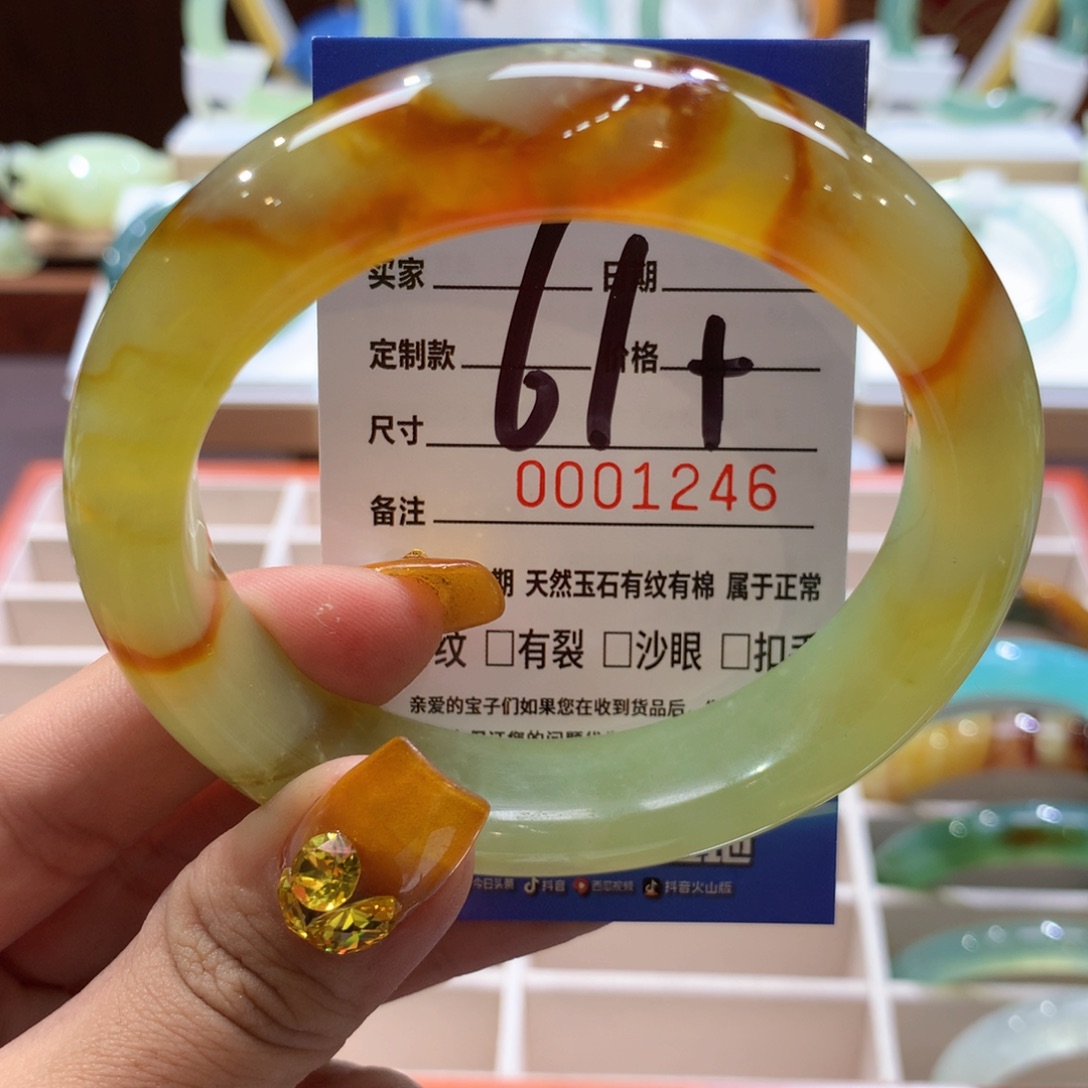 买家 日期
定制款 价格
61+
尺寸
0001246
备注
期 天然玉石有纹有棉 属于正常
纹 □有裂 □沙眼 □扣
亲爱的宝子们如果您在收到货品后
今日头条 抖音 西瓜视频 抖音火山版